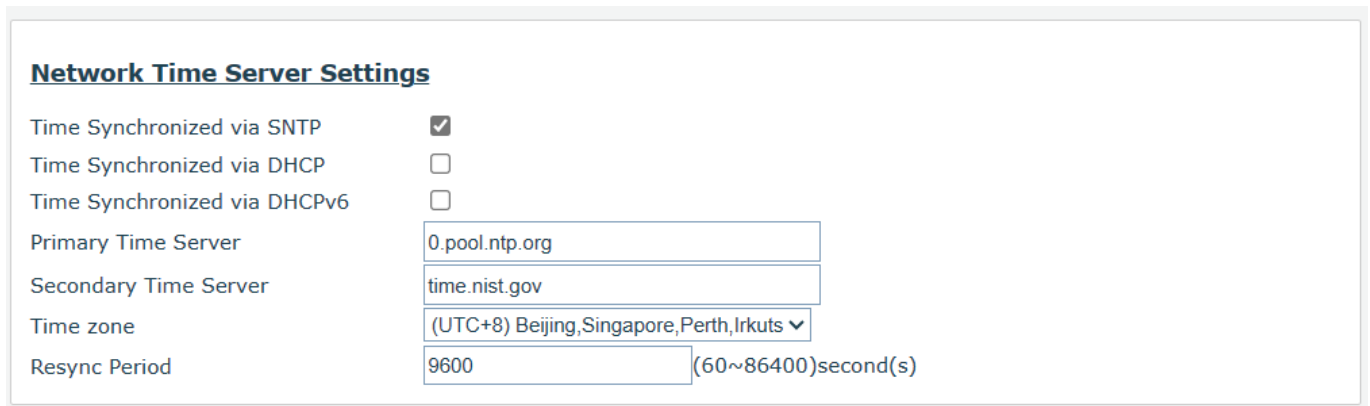 Network Time Server Settings
Time Synchronized via SNTP
Time Synchronized via DHCP
Time Synchronized via DHCPv6
Primary Time Server 0.pool.ntp.org
Secondary Time Server time.nist.gov
Time zone (UTC+8) Beijing,Singapore,Perth,Irkuts
Resync Period 9600 (60~86400)second(s)